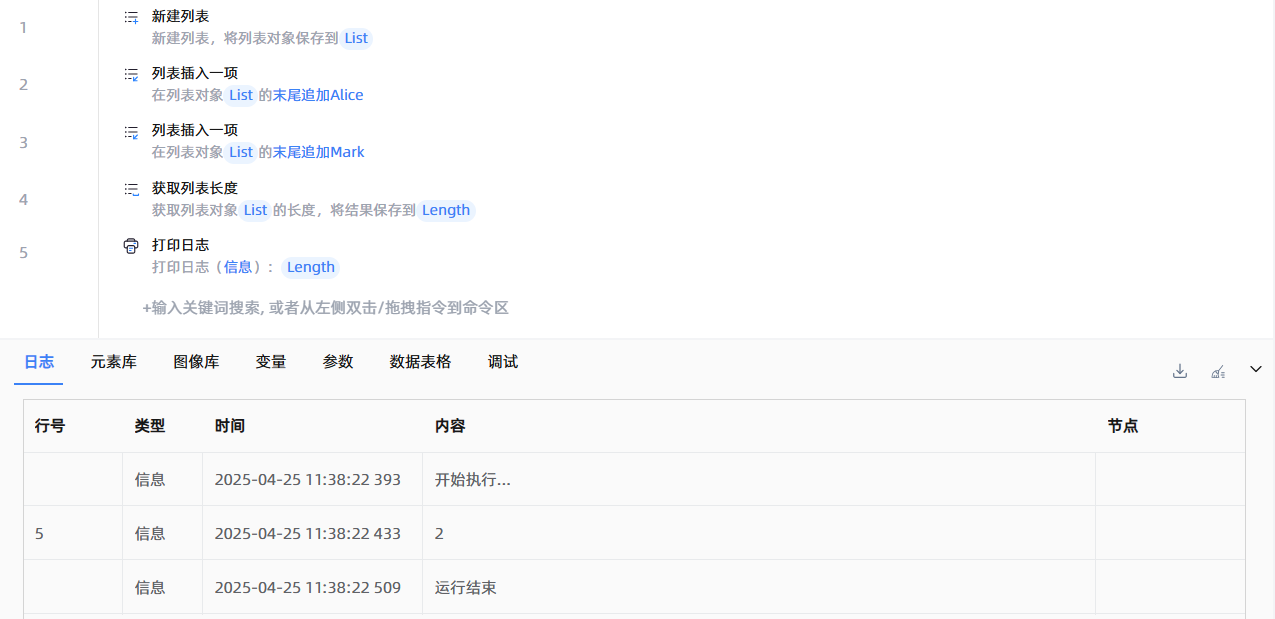 1
新建列表
新建列表，将列表对象保存到 List
2
列表插入一项
在列表对象 List 的末尾追加Alice
3
列表插入一项
在列表对象 List 的末尾追加Mark
4
获取列表长度
获取列表对象 List 的长度，将结果保存到 Length
5
打印日志
打印日志（信息）： Length
+输入关键词搜索, 或者从左侧双击/拖拽指令到命令区
日志 元素库 图像库 变量 参数 数据表格 调试
行号 类型 时间 内容 节点
信息 2025-04-25 11:38:22 393 开始执行...
5 信息 2025-04-25 11:38:22 433 2
信息 2025-04-25 11:38:22 509 运行结束